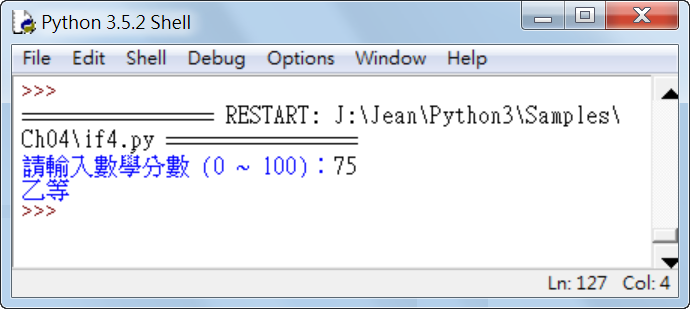 Python 3.5.2 Shell
File Edit Shell Debug Options Window Help
>>>
================ RESTART: J:\Jean\Python3\Samples\
Ch04\if4.py ================
請輸入數學分數 (0 ~ 100)：75
乙等
>>>
Ln: 127 Col: 4